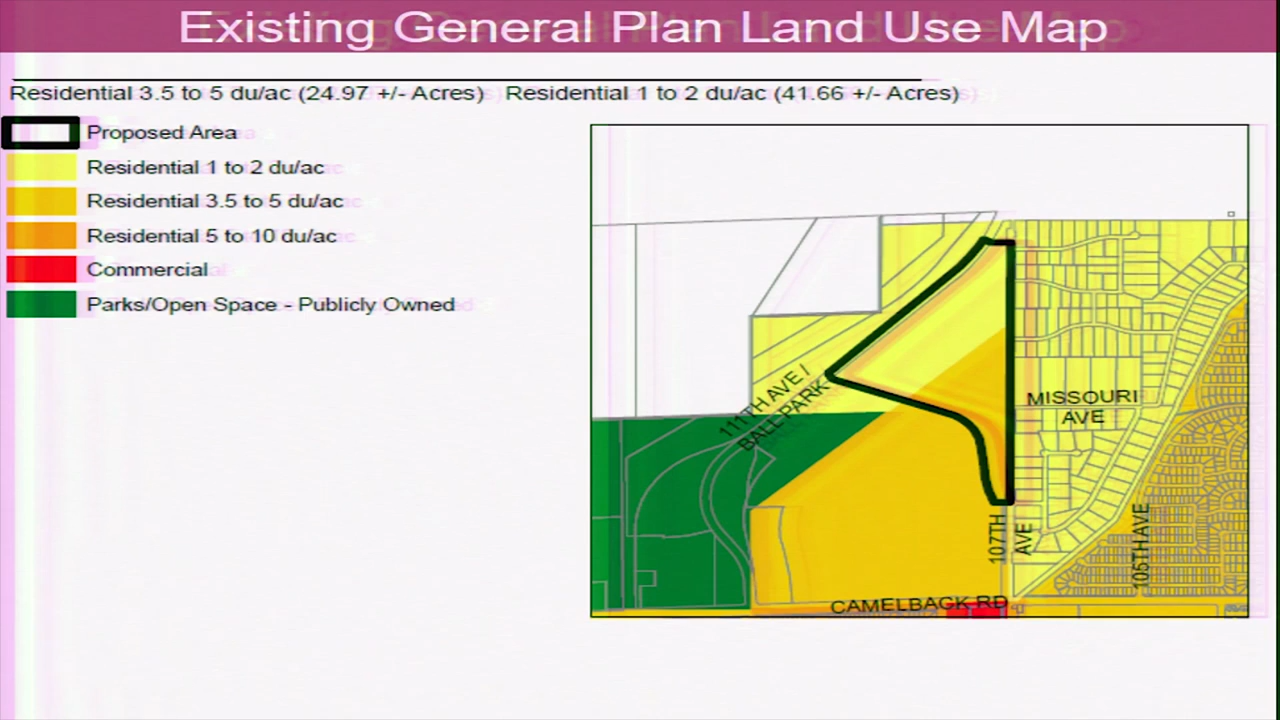 Existing General Plan Land Use Map
Residential 3.5 to 5 du/ac (24.97 +/- Acres) Residential 1 to 2 du/ac (41.66 +/- Acres)
Proposed Area
Residential 1 to 2 du/ac
Residential 3.5 to 5 du/ac
Residential 5 to 10 du/ac
Commercial
Parks/Open Space - Publicly Owned
111TH AVE /
BALL PARK
MISSOURI
AVE
107TH
AVE
105TH AVE
CAMELBACK RD